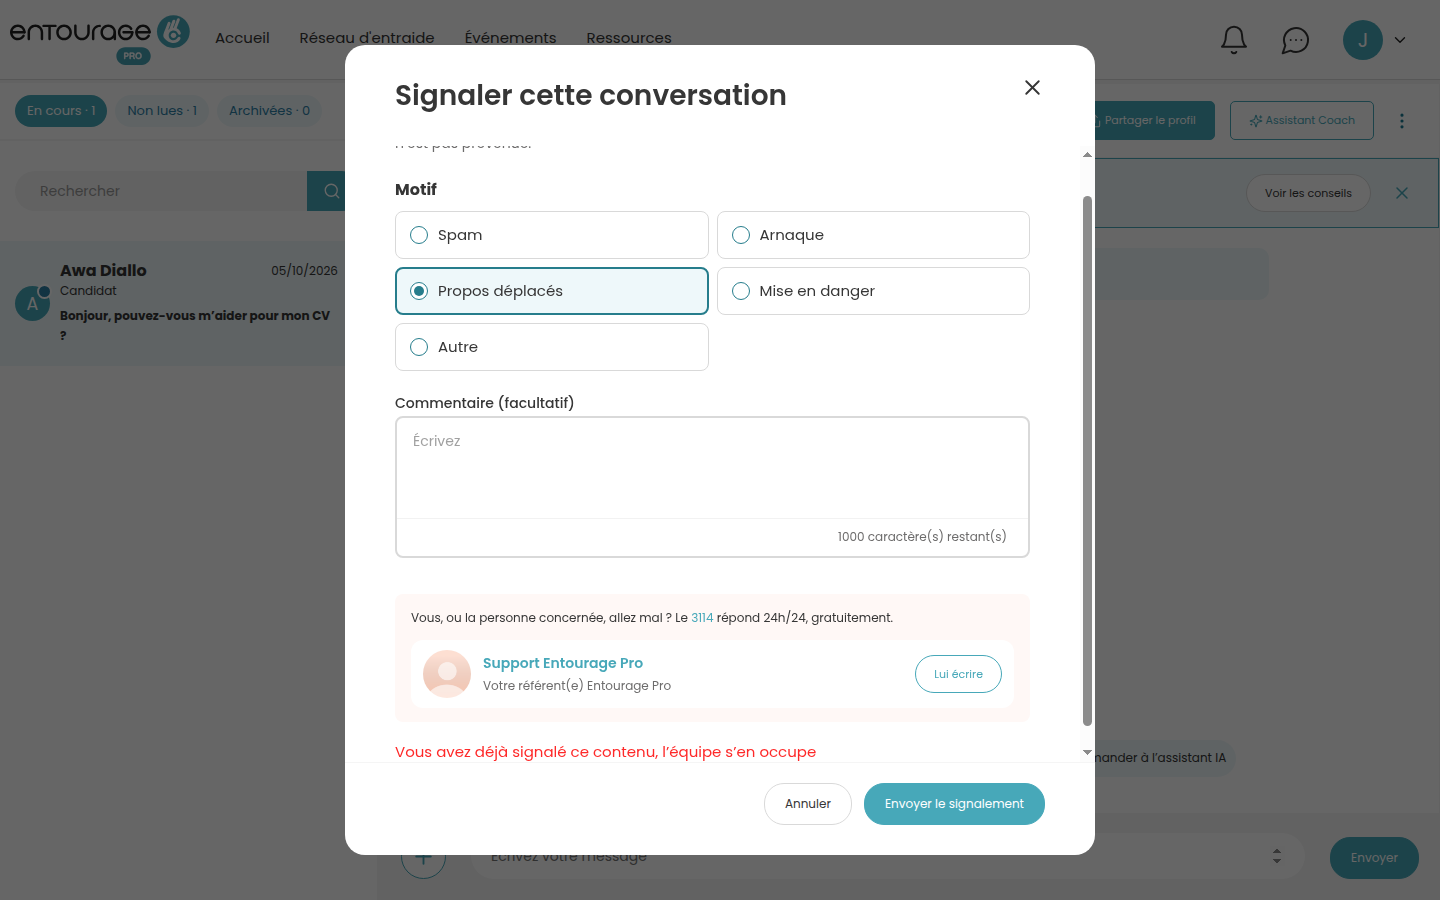 entourage
PRO
Accueil
Réseau d'entraide
Événements
Ressources
J
En cours · 1
Non lues · 1
Archivées · 0
Partager le profil
Assistant Coach
Rechercher
Voir les conseils
Awa Diallo
05/10/2026
A
Candidat
Bonjour, pouvez-vous m’aider pour mon CV
?
Signaler cette conversation
Motif
Spam
Arnaque
Propos déplacés
Mise en danger
Autre
Commentaire (facultatif)
Écrivez
1000 caractère(s) restant(s)
Vous, ou la personne concernée, allez mal ? Le 3114 répond 24h/24, gratuitement.
Support Entourage Pro
Votre référent(e) Entourage Pro
Lui écrire
Vous avez déjà signalé ce contenu, l’équipe s’en occupe
mander à l’assistant IA
Annuler
Envoyer le signalement
Écrivez votre message
Envoyer